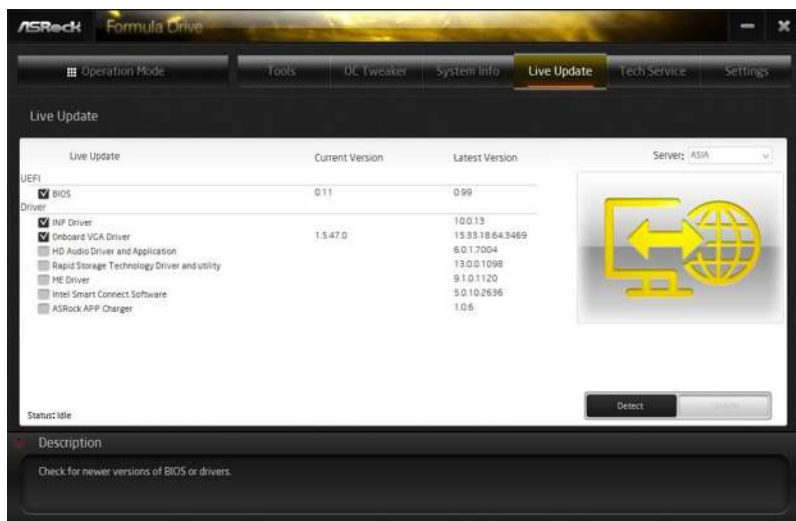 ASRock Formula Drive
Operation Mode Tools OC Tweaker System Info Live Update Tech Service Settings
Live Update
Live Update Current Version Latest Version Server: ASIA
UEFI
BIOS 0.11 0.99
Driver
INF Driver 10.0.13
Onboard VGA Driver 1.5.47.0 15.33.18.64.3469
HD Audio Driver and Application 6.0.1.7004
Rapid Storage Technology Driver and utility 13.0.0.1098
ME Driver 9.1.0.1120
Intel Smart Connect Software 5.0.10.2636
ASRock APP Charger 1.0.6
Detect
Status: Idle
Description
Check for newer versions of BIOS or drivers.